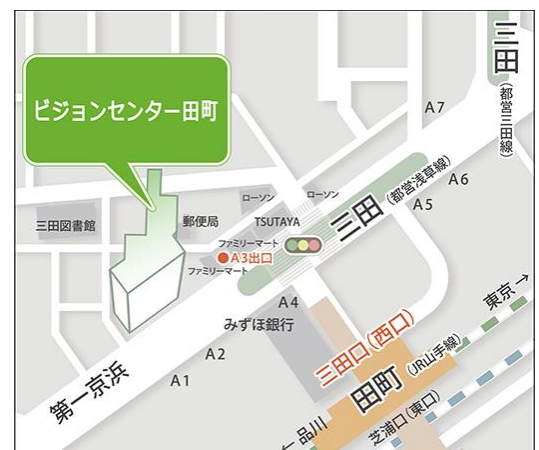 三田
(都営三田線)
ビジョンセンター田町
A7
A6
A5
三田
(都営浅草線)
ローソン
ローソン
三田図書館
郵便局
TSUTAYA
ファミリーマート
A3出口
ファミリーマート
A4
みずほ銀行
A2
A1
第一京浜
三田口(西口)
田町
(JR山手線)
東京→
←品川
芝浦口(東口)